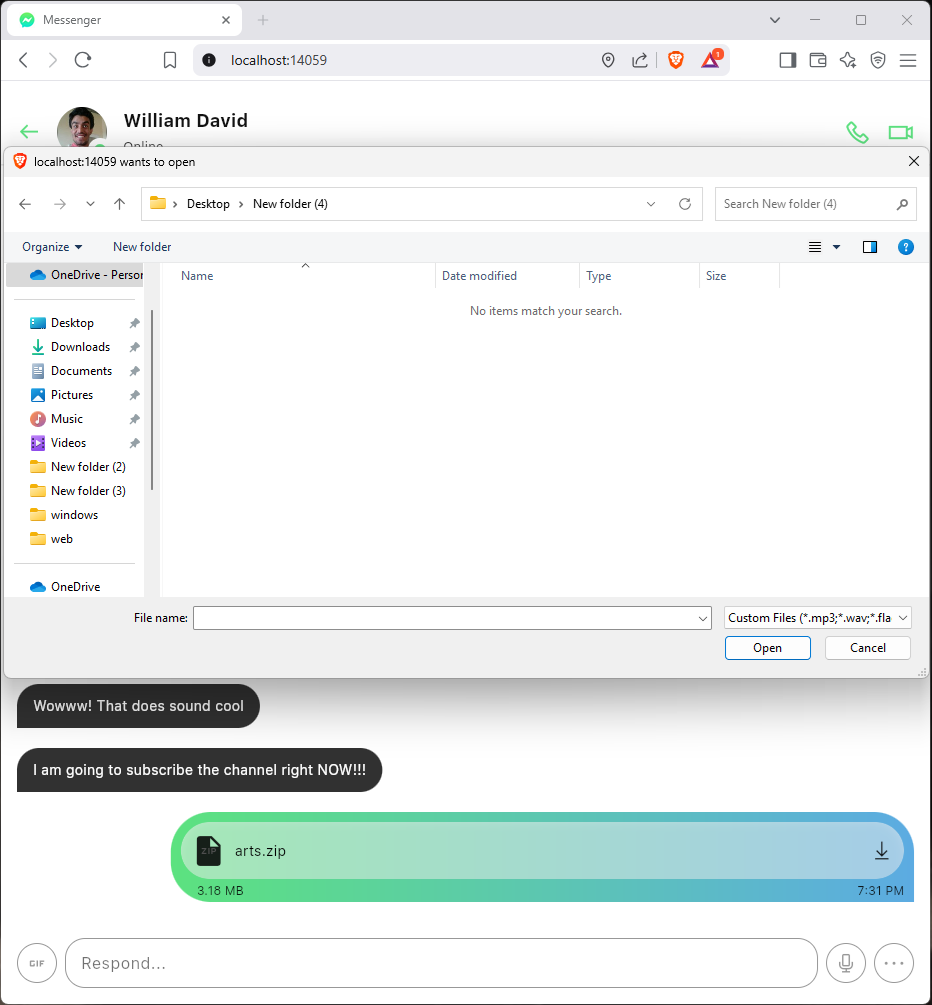 Messenger
localhost:14059
1
William David
Online
localhost:14059 wants to open
Desktop > New folder (4)
Search New folder (4)
Organize
New folder
?
OneDrive - Person
Name
Date modified
Type
Size
No items match your search.
Desktop
Downloads
Documents
Pictures
Music
Videos
New folder (2)
New folder (3)
windows
web
OneDrive
File name:
Custom Files (*.mp3;*.wav;*.fla
Open
Cancel
Wowww! That does sound cool
I am going to subscribe the channel right NOW!!!
ZIP
arts.zip
3.18 MB
7:31 PM
GIF
Respond...